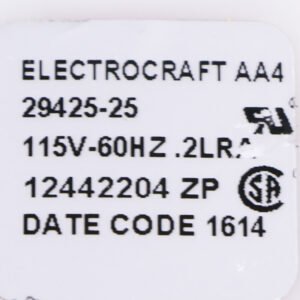 ELECTROCRAFT AA4
29425-25
115V-60HZ .2LRA
12442204 ZP
DATE CODE 1614